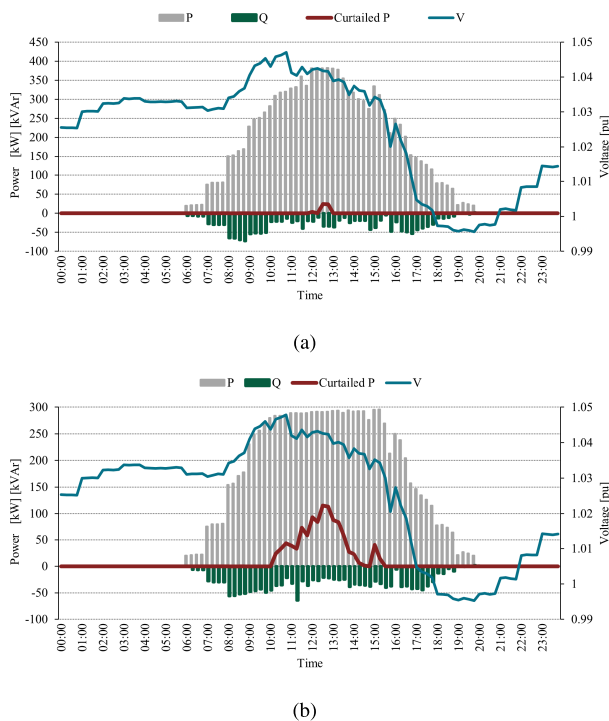 P Q Curtailed P V
450 400 350 300 250 200 150 100 50 0 -50 -100
Power [kW] [kVAr]
1.05 1.04 1.03 1.02 1.01 1 0.99
Voltage [pu]
00:00 01:00 02:00 03:00 04:00 05:00 06:00 07:00 08:00 09:00 10:00 11:00 12:00 13:00 14:00 15:00 16:00 17:00 18:00 19:00 20:00 21:00 22:00 23:00
Time
(a)
P Q Curtailed P V
300 250 200 150 100 50 0 -50 -100
Power [kW] [kVAr]
1.05 1.04 1.03 1.02 1.01 1 0.99
Voltage [pu]
00:00 01:00 02:00 03:00 04:00 05:00 06:00 07:00 08:00 09:00 10:00 11:00 12:00 13:00 14:00 15:00 16:00 17:00 18:00 19:00 20:00 21:00 22:00 23:00
Time
(b)